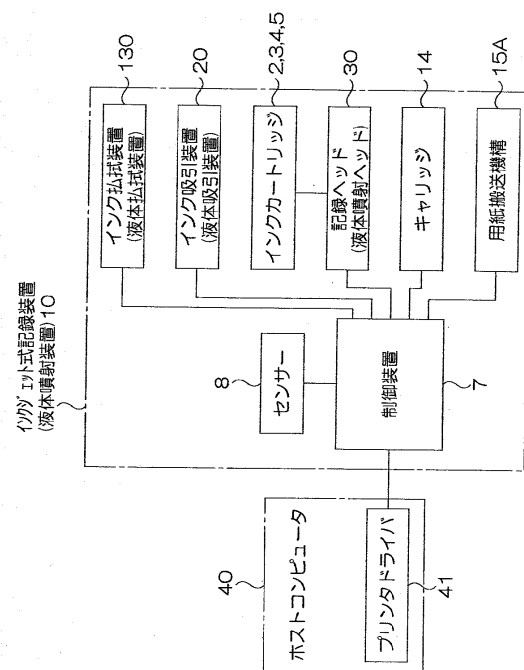 インクジェット式記録装置
(液体噴射装置)10
インク払拭装置
(液体払拭装置)
130
インク吸引装置
(液体吸引装置)
20
インクカートリッジ
2,3,4,5
記録ヘッド
(液体噴射ヘッド)
30
キャリッジ
14
用紙搬送機構
15A
8
センサー
制御装置
7
40
ホストコンピュータ
プリンタドライバ
41